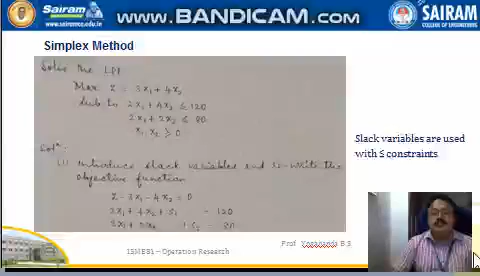 Sairam
www.sairamce.edu.in
WWW.BANDICAM.COM
SAIRAM
COLLEGE OF ENGINEERING
Simplex Method
Solve the LPP
Max Z = 3x₁ + 4x₂
Sub to 2x₁ + 4x₂ ≤ 120
2x₁ + 2x₂ ≤ 80
x₁, x₂ ≥ 0
Solⁿ
(1) introduce slack variables and re-write the
objective function
Z - 3x₁ - 4x₂ = 0
2x₁ + 4x₂ + S₁ = 120
Slack variables are used
with ≤ constraints
Prof. Yogananda B.S
15ME81 - Operation Research